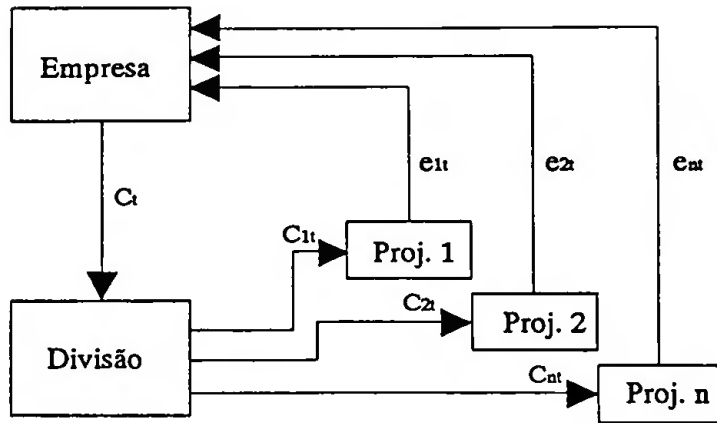 Empresa
e1t
e2t
ent
Ct
C1t
Proj. 1
C2t
Proj. 2
Divisão
Cnt
Proj. n